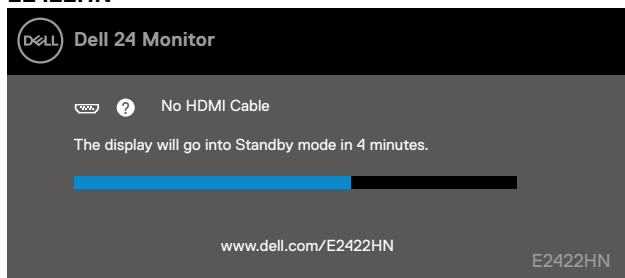 E2422HN
DELL Dell 24 Monitor
? No HDMI Cable
The display will go into Standby mode in 4 minutes.
www.dell.com/E2422HN
E2422HN